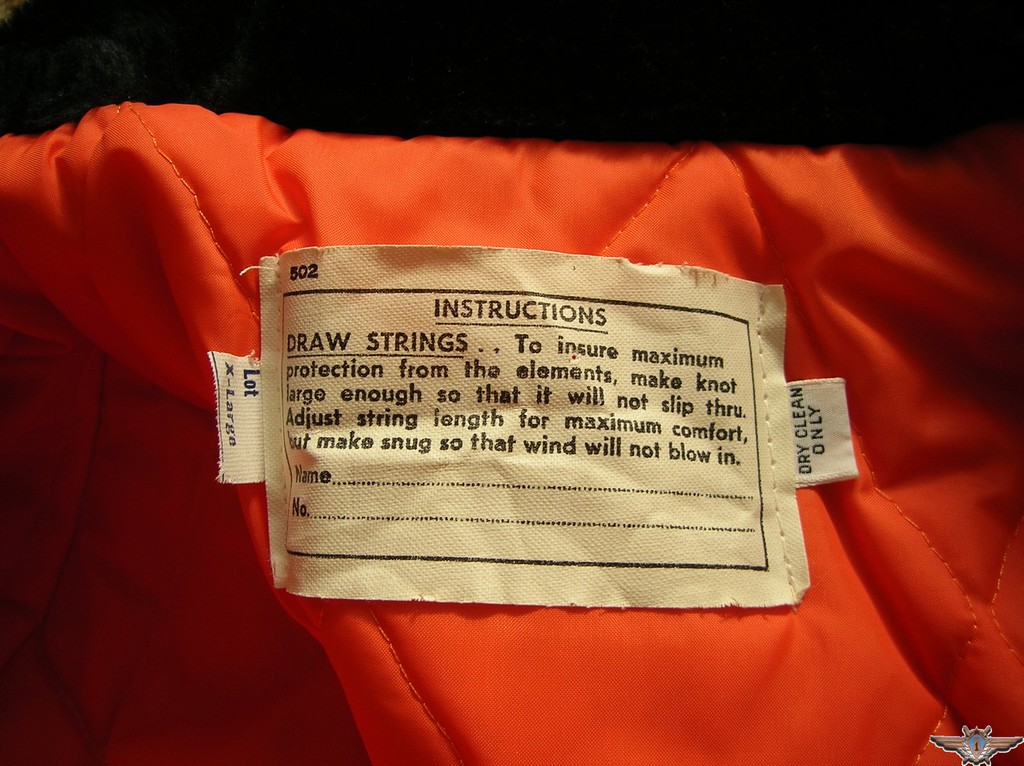 502
INSTRUCTIONS
DRAW STRINGS . . To insure maximum
protection from the elements, make knot
large enough so that it will not slip thru.
Adjust string length for maximum comfort,
but make snug so that wind will not blow in.
Name
No.
Lot
X-Large
DRY CLEAN
ONLY